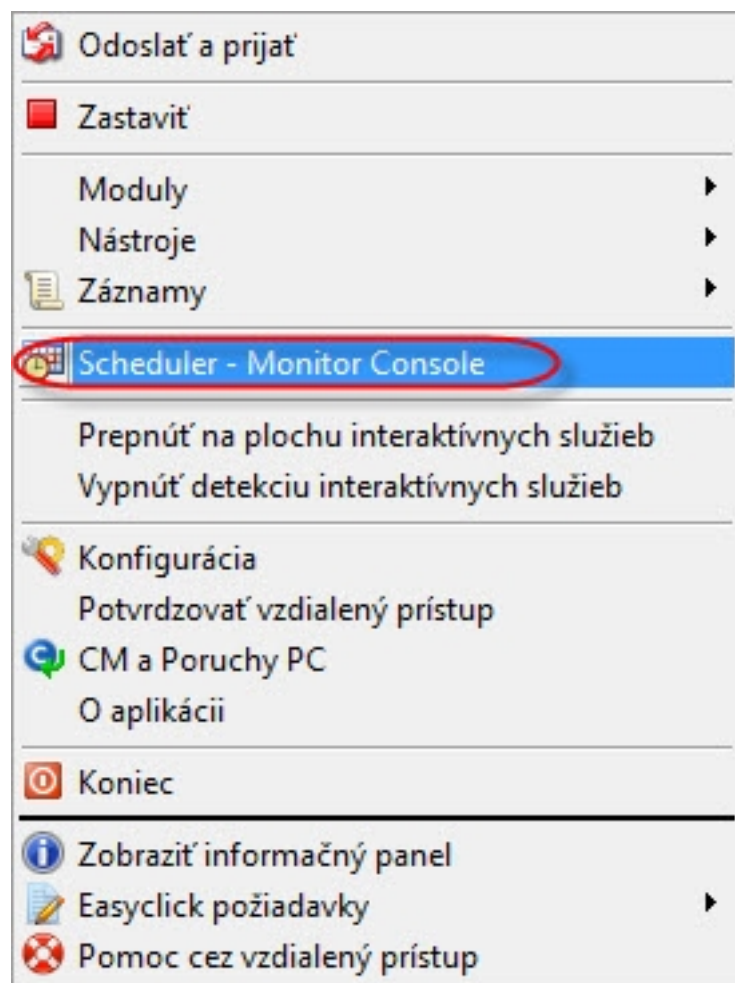 Odoslať a prijať
Zastaviť
Moduly
Nástroje
Záznamy
Scheduler - Monitor Console
Prepnúť na plochu interaktívnych služieb
Vypnúť detekciu interaktívnych služieb
Konfigurácia
Potvrdzovať vzdialený prístup
CM a Poruchy PC
O aplikácii
Koniec
Zobraziť informačný panel
Easyclick požiadavky
Pomoc cez vzdialený prístup